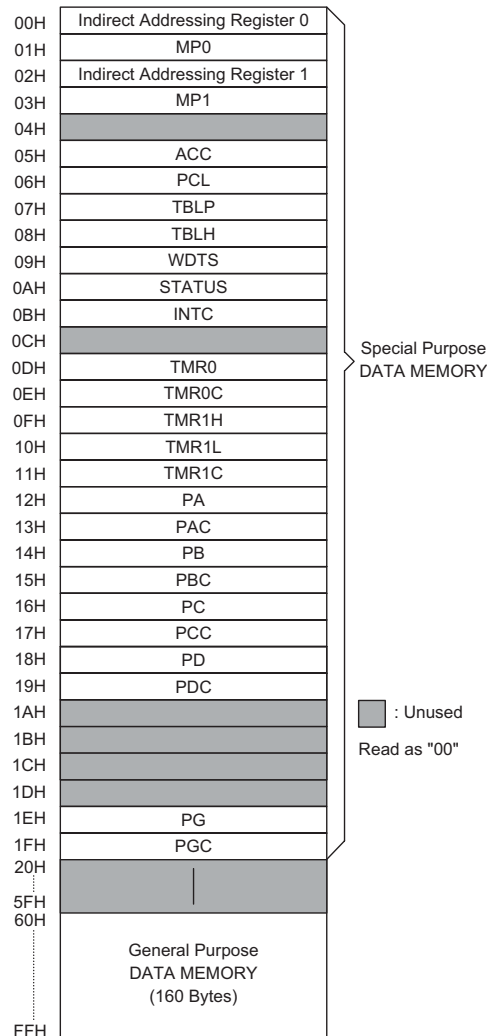 00H Indirect Addressing Register 0
01H MP0
02H Indirect Addressing Register 1
03H MP1
04H
05H ACC
06H PCL
07H TBLP
08H TBLH
09H WDTS
0AH STATUS
0BH INTC
0CH
0DH TMR0
0EH TMR0C
0FH TMR1H
10H TMR1L
11H TMR1C
12H PA
13H PAC
14H PB
15H PBC
16H PC
17H PCC
18H PD
19H PDC
1AH
1BH
1CH
1DH
1EH PG
1FH PGC
20H
5FH
60H
General Purpose
DATA MEMORY
(160 Bytes)
FFH
Special Purpose
DATA MEMORY
: Unused
Read as "00"